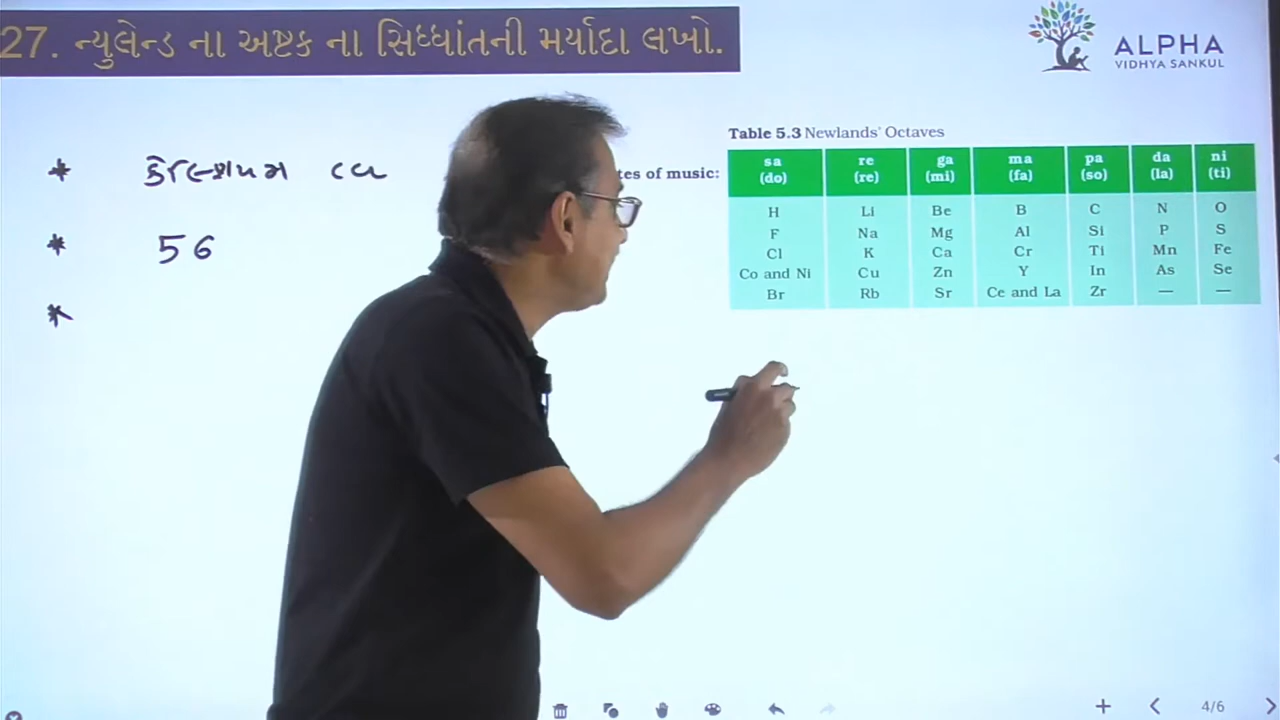 27. ન્યુલેન્ડ ના અષ્ટક ના સિધ્ધાંતની મર્યાદા લખો.
ALPHA
VIDHYA SANKUL
Table 5.3 Newlands' Octaves
tes of music:
sa (do) re (re) ga (mi) ma (fa) pa (so) da (la) ni (ti)
H Li Be B C N O
F Na Mg Al Si P S
Cl K Ca Cr Ti Mn Fe
Co and Ni Cu Zn Y In As Se
Br Rb Sr Ce and La Zr — —
* કેલ્શિયમ
* 56
*
4/6